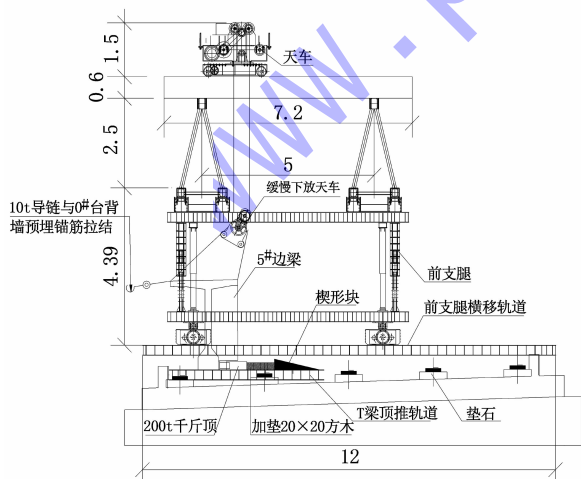 1.5
天车
0.6
7.2
2.5
5
缓慢下放天车
10t导链与0#台背
墙预埋锚筋拉结
4.39
5#边梁
前支腿
楔形块
前支腿横移轨道
200t千斤顶
加垫20×20方木
T梁顶推轨道
垫石
12
www.